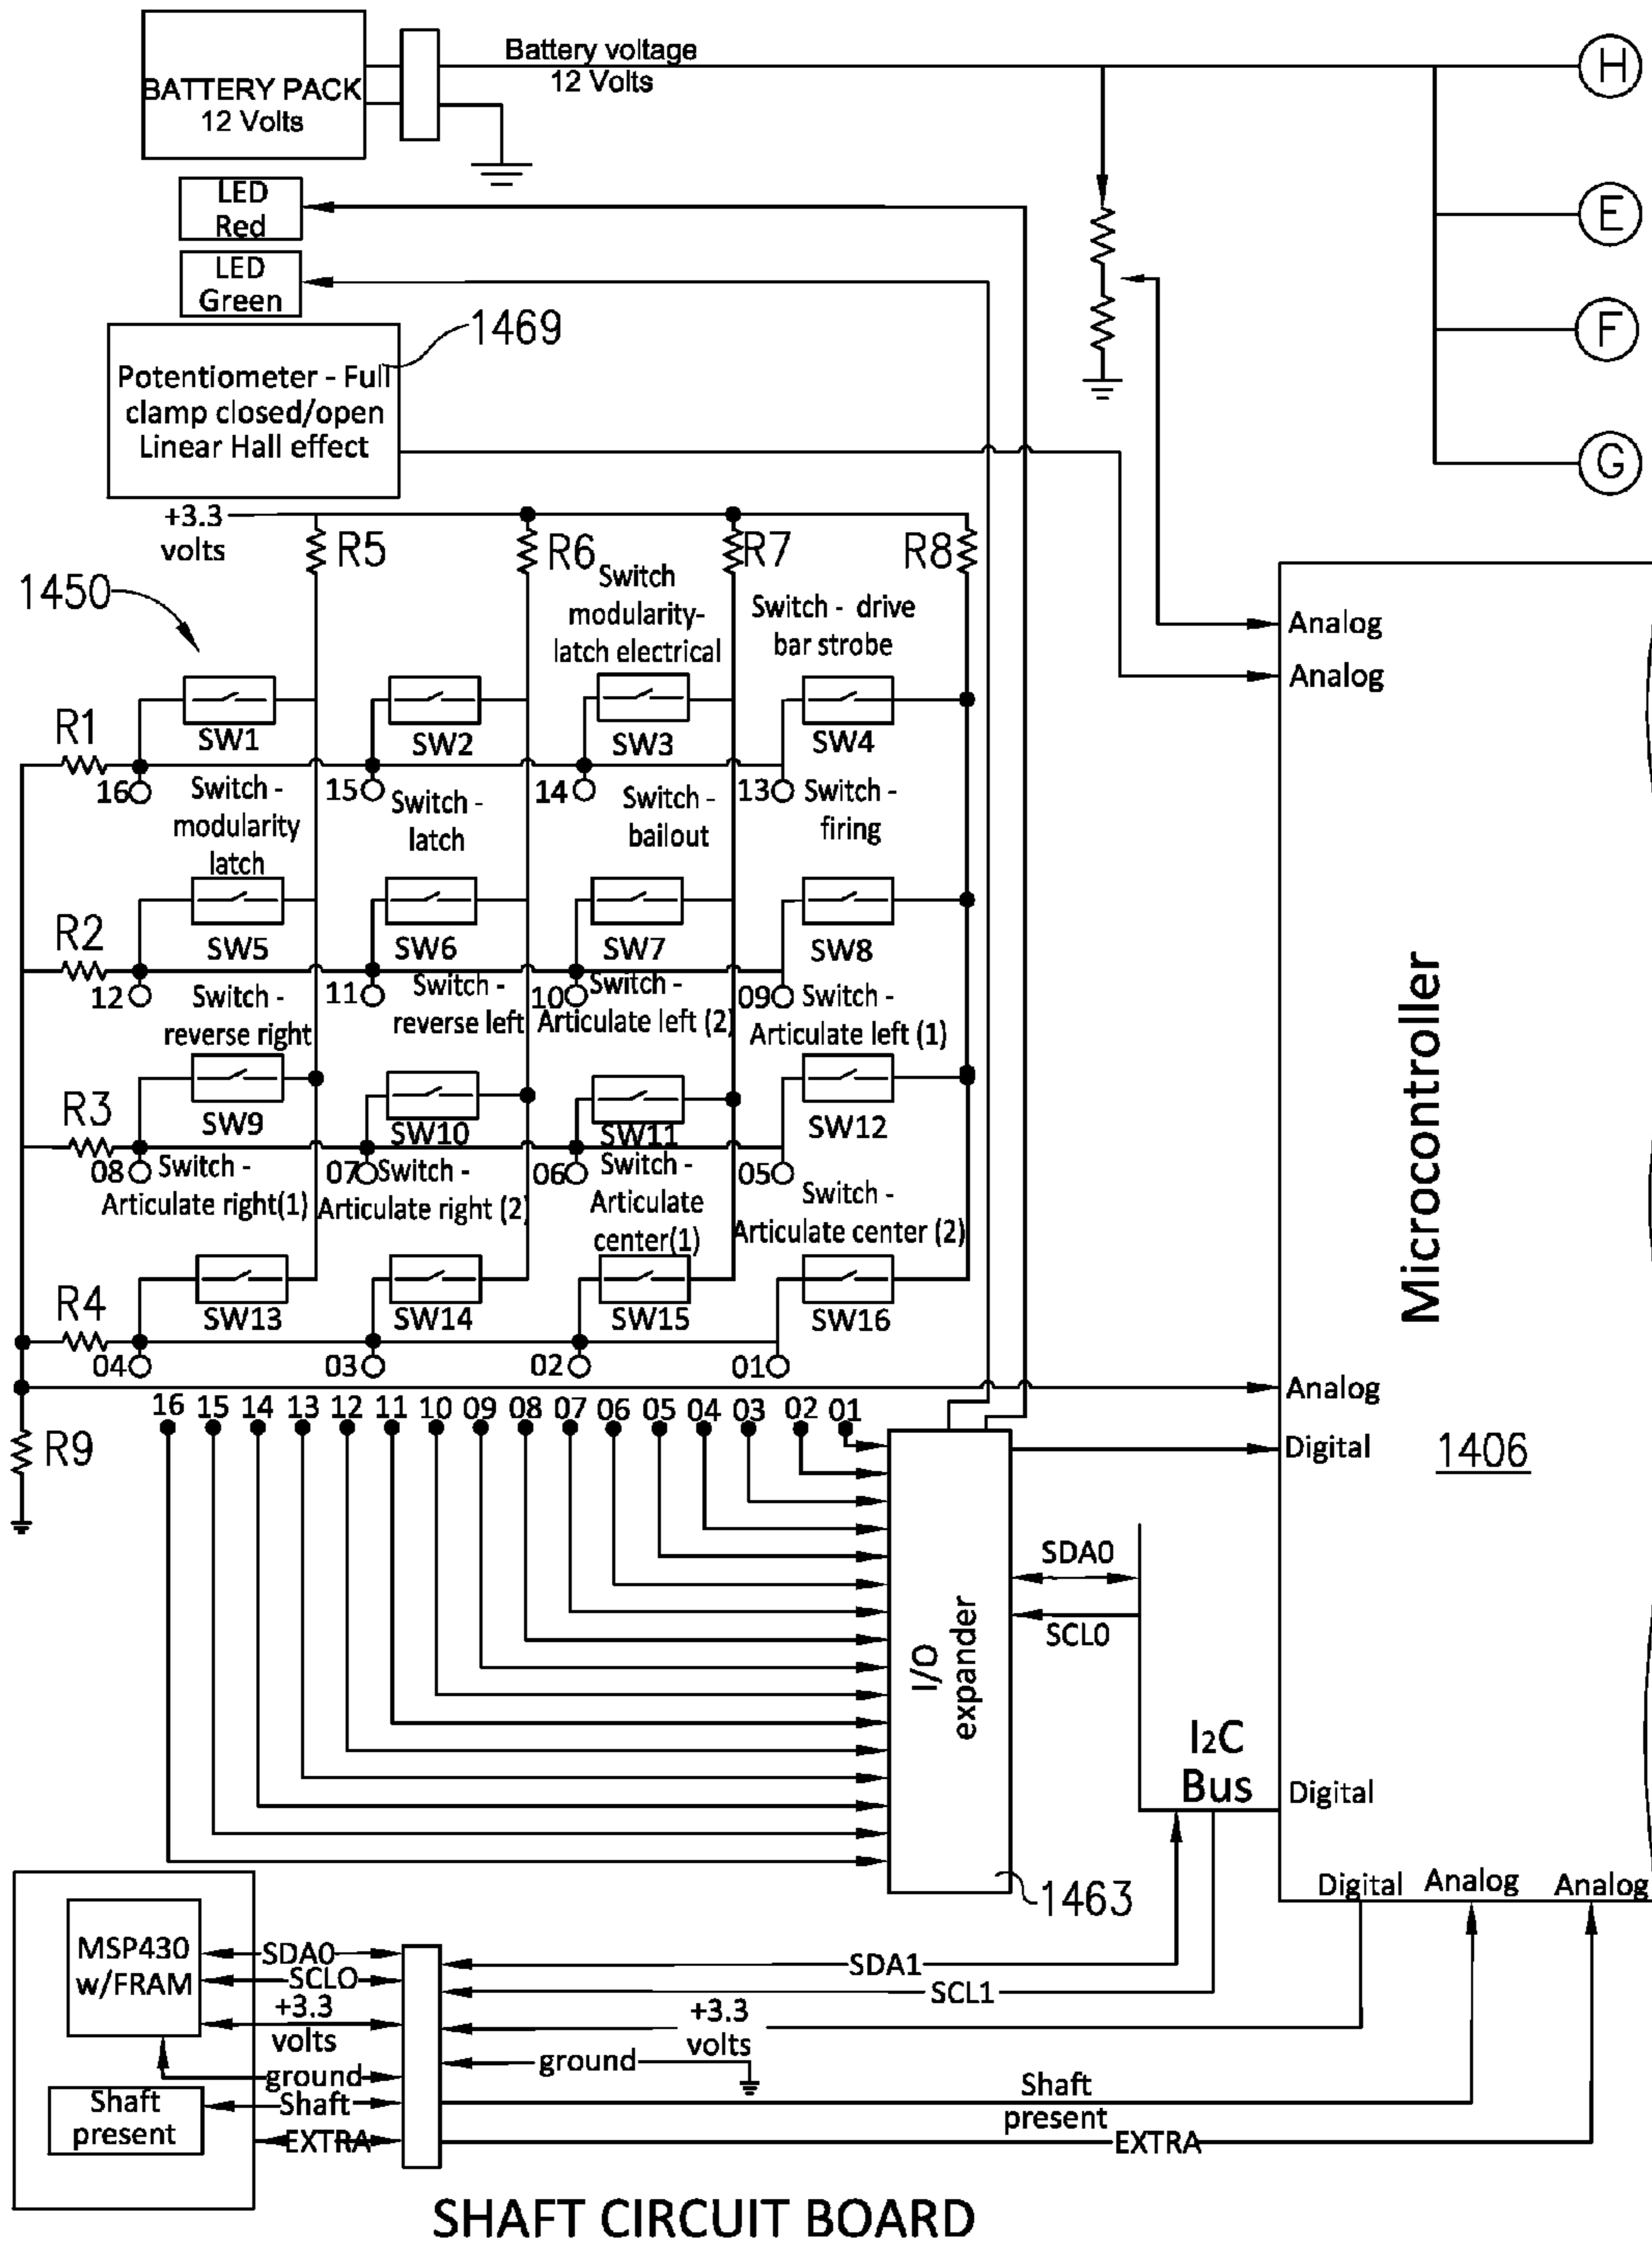 BATTERY PACK
12 Volts
Battery voltage
12 Volts
H
E
F
G
LED
Red
LED
Green
1469
Potentiometer - Full
clamp closed/open
Linear Hall effect
+3.3
volts
R5
R6
R7
R8
1450
Switch
modularity-
latch electrical
Switch - drive
bar strobe
Analog
Analog
R1
SW1
SW2
SW3
SW4
16
15
14
13
Switch -
modularity
latch
Switch -
latch
Switch -
bailout
Switch -
firing
R2
SW5
SW6
SW7
SW8
12
11
10
09
Switch -
reverse right
Switch -
reverse left
Switch -
Articulate left (2)
Switch -
Articulate left (1)
R3
SW9
SW10
SW11
SW12
08
07
06
05
Switch -
Articulate right(1)
Switch -
Articulate right (2)
Switch -
Articulate
center(1)
Switch -
Articulate center (2)
R4
SW13
SW14
SW15
SW16
04
03
02
01
Microcontroller
1406
Analog
Digital
R9
16 15 14 13 12 11 10 09 08 07 06 05 04 03 02 01
I/O
expander
SDA0
SCL0
I2C
Bus
Digital
1463
Digital
Analog
Analog
MSP430
w/FRAM
SDA0
SCLO
+3.3
volts
ground
Shaft
EXTRA
Shaft
present
SDA1
SCL1
+3.3
volts
ground
Shaft
present
EXTRA
SHAFT CIRCUIT BOARD